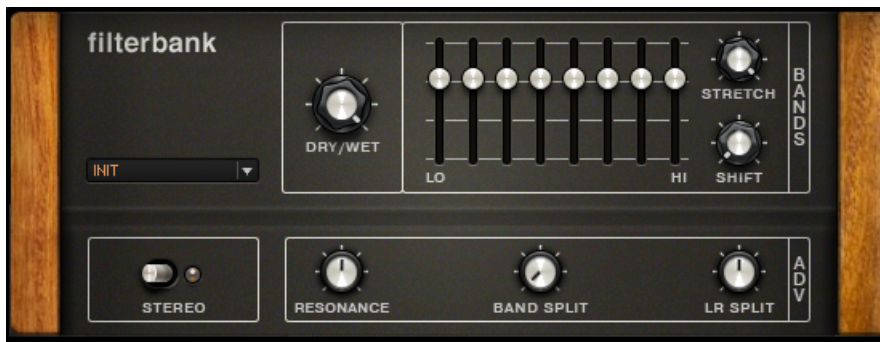 filterbank
INIT
DRY/WET
STRETCH
LO
HI
SHIFT
BANDS
STEREO
RESONANCE
BAND SPLIT
LR SPLIT
ADV